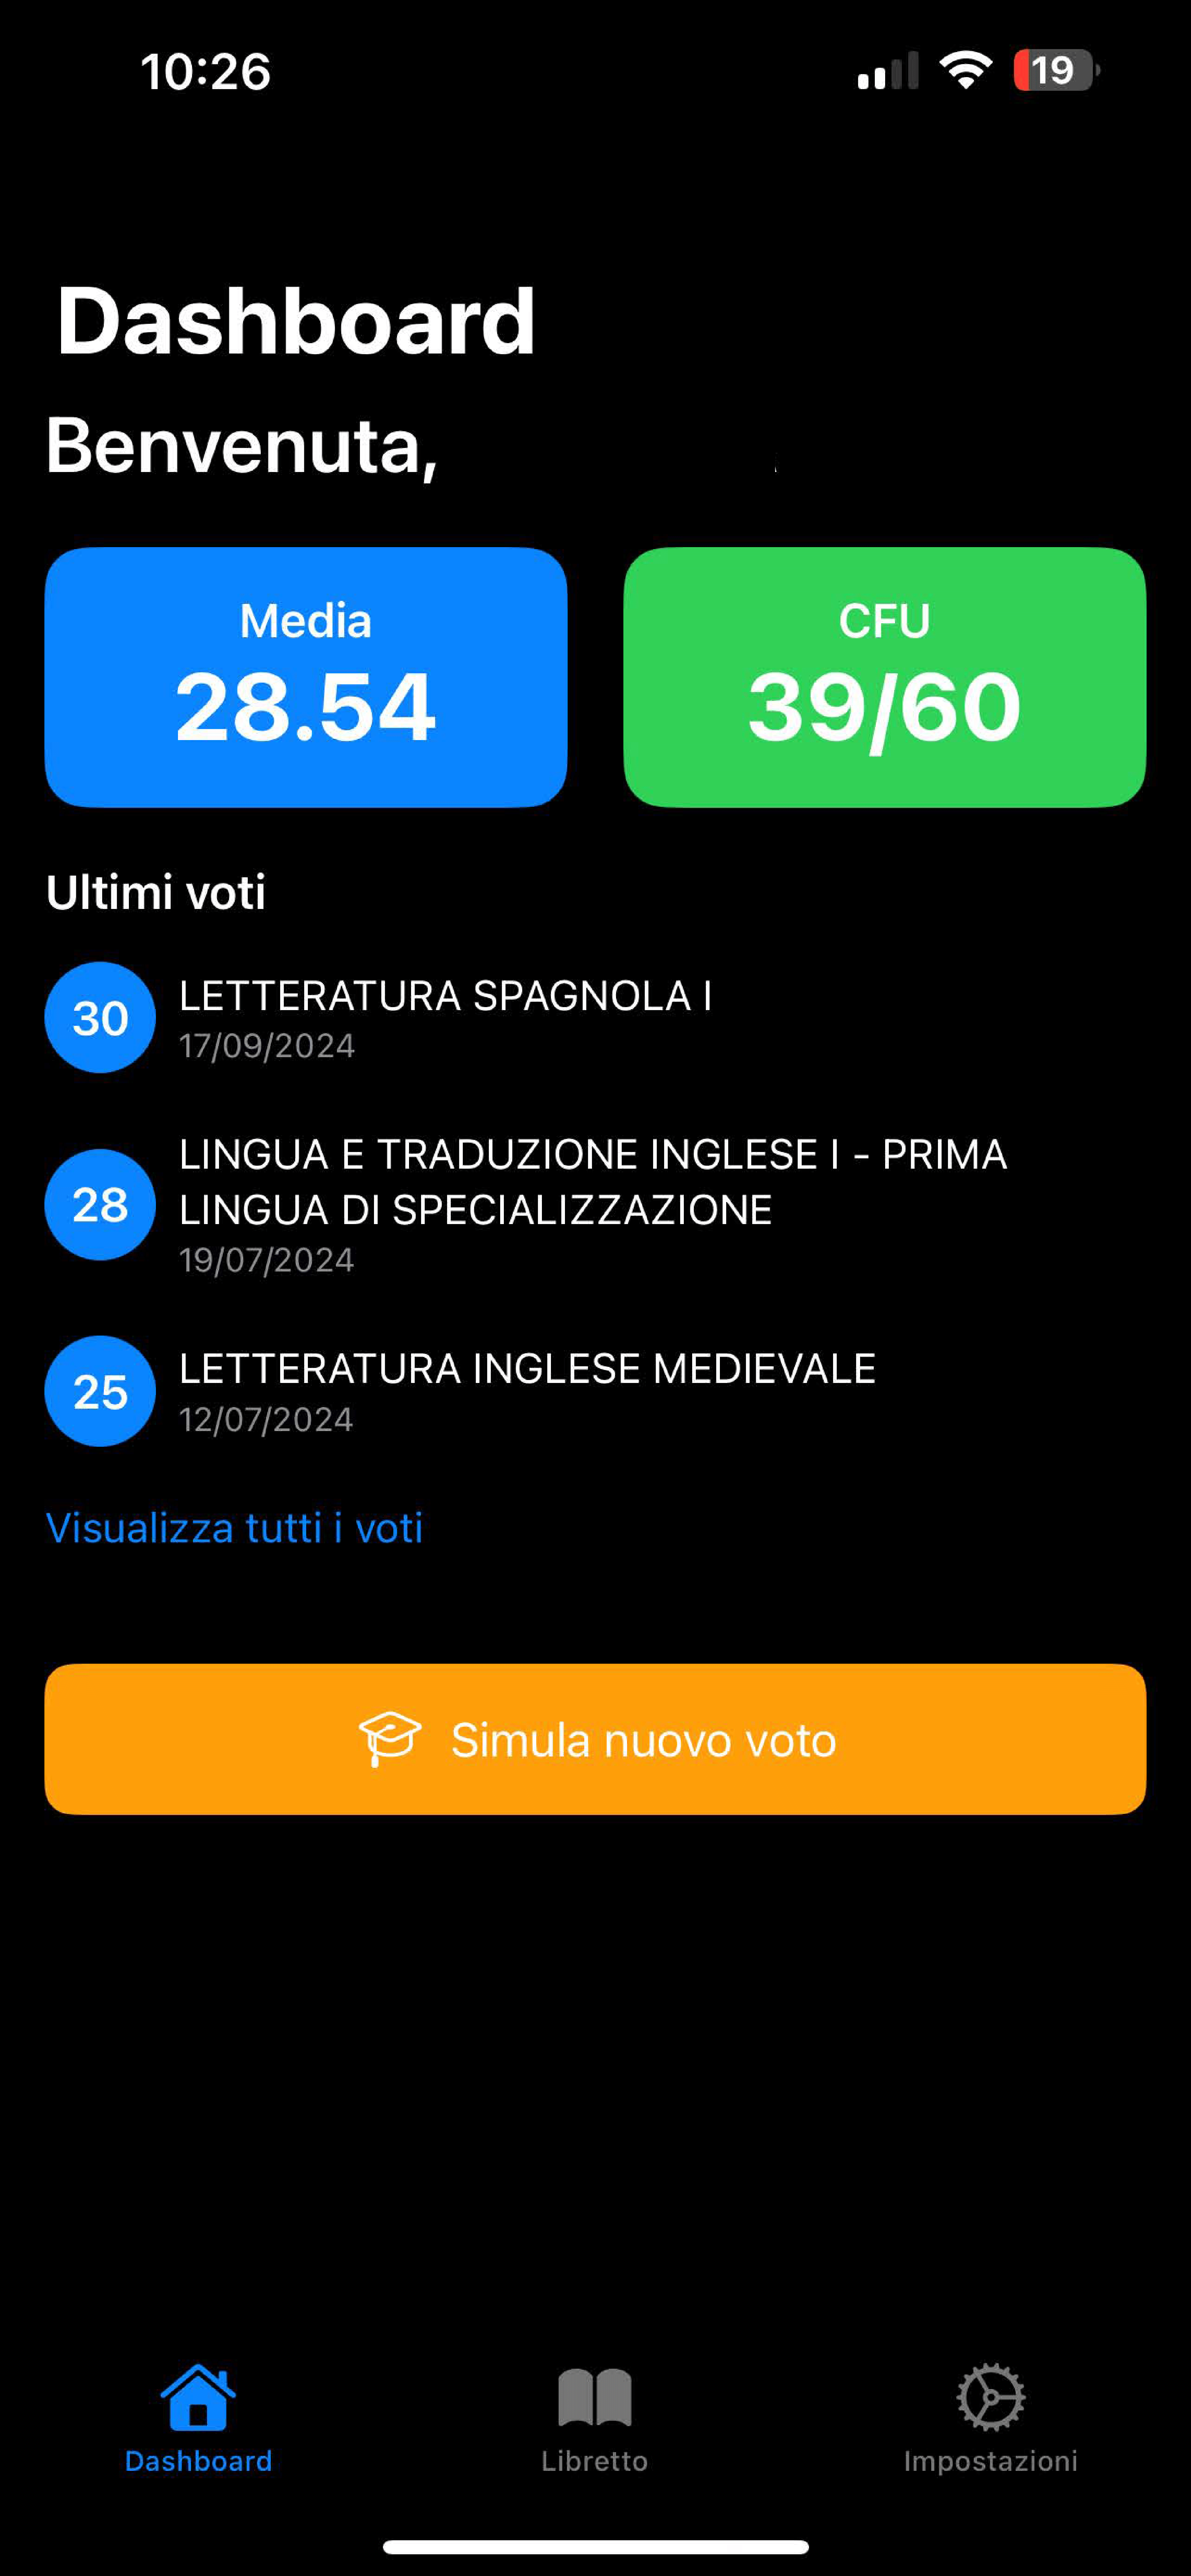 10:26
19
Dashboard
Benvenuta,
Media
28.54
CFU
39/60
Ultimi voti
30
LETTERATURA SPAGNOLA I
17/09/2024
28
LINGUA E TRADUZIONE INGLESE I - PRIMA
LINGUA DI SPECIALIZZAZIONE
19/07/2024
25
LETTERATURA INGLESE MEDIEVALE
12/07/2024
Visualizza tutti i voti
Simula nuovo voto
Dashboard
Libretto
Impostazioni